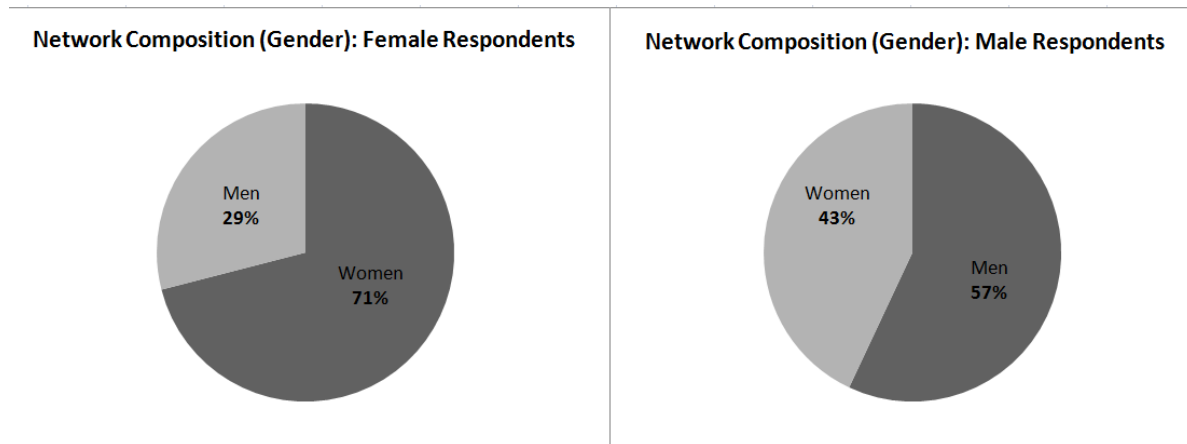 Network Composition (Gender): Female Respondents
Men
29%
Women
71%
Network Composition (Gender): Male Respondents
Women
43%
Men
57%